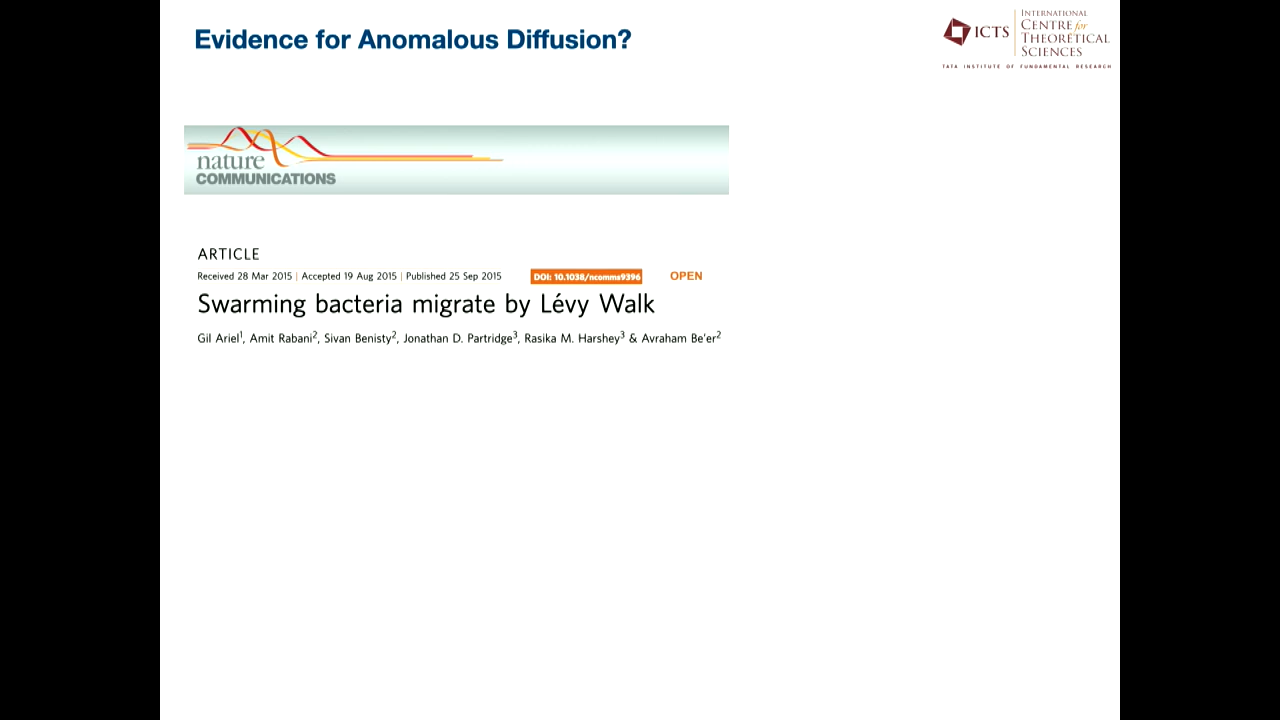 Evidence for Anomalous Diffusion?
ICTS
INTERNATIONAL
CENTRE for
THEORETICAL
SCIENCES
TATA INSTITUTE OF FUNDAMENTAL RESEARCH
nature
COMMUNICATIONS
ARTICLE
Received 28 Mar 2015 | Accepted 19 Aug 2015 | Published 25 Sep 2015 DOI: 10.1038/ncomms9396 OPEN
Swarming bacteria migrate by Lévy Walk
Gil Ariel1, Amit Rabani2, Sivan Benisty2, Jonathan D. Partridge3, Rasika M. Harshey3 & Avraham Be'er2